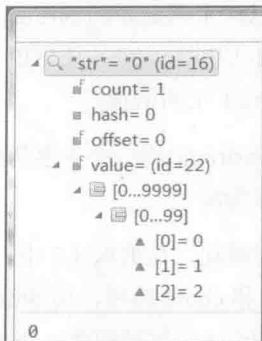 "str"= "0" (id=16)
count= 1
hash= 0
offset= 0
value= (id=22)
[0...9999]
[0...99]
[0]= 0
[1]= 1
[2]= 2
0